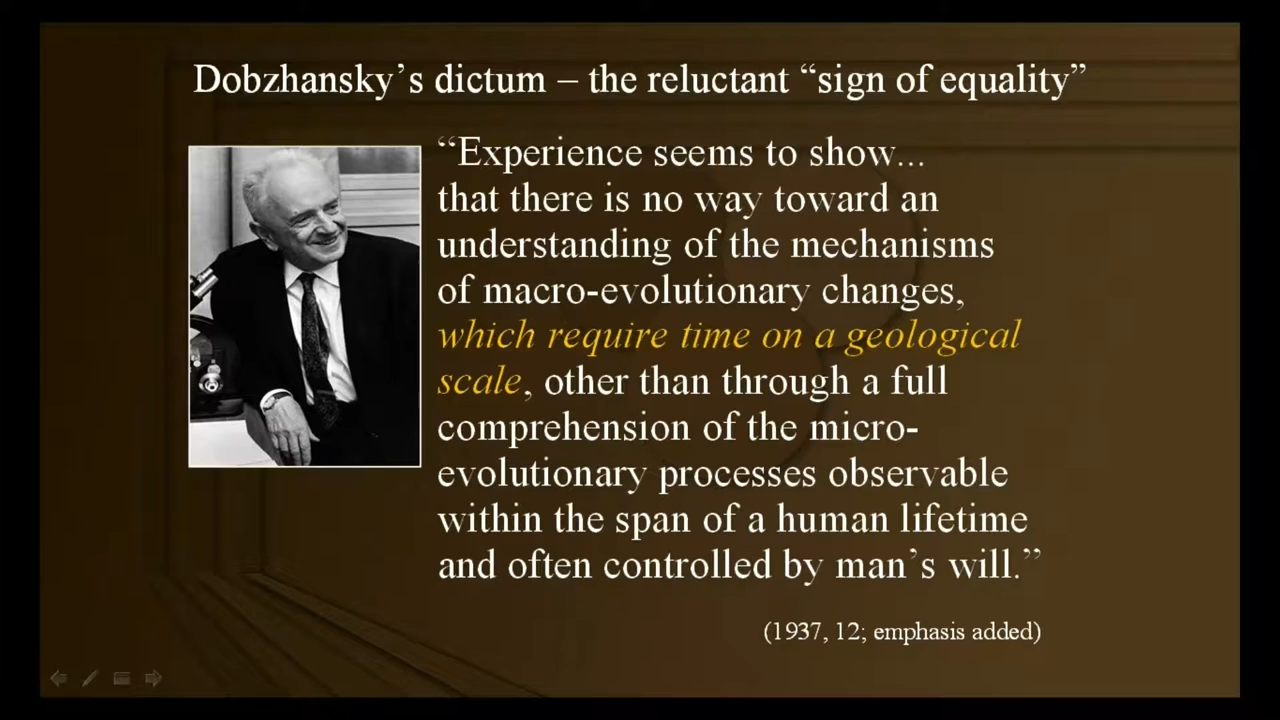 Dobzhansky’s dictum – the reluctant “sign of equality”
“Experience seems to show...
that there is no way toward an
understanding of the mechanisms
of macro-evolutionary changes,
which require time on a geological
scale, other than through a full
comprehension of the micro-
evolutionary processes observable
within the span of a human lifetime
and often controlled by man’s will.”
(1937, 12; emphasis added)